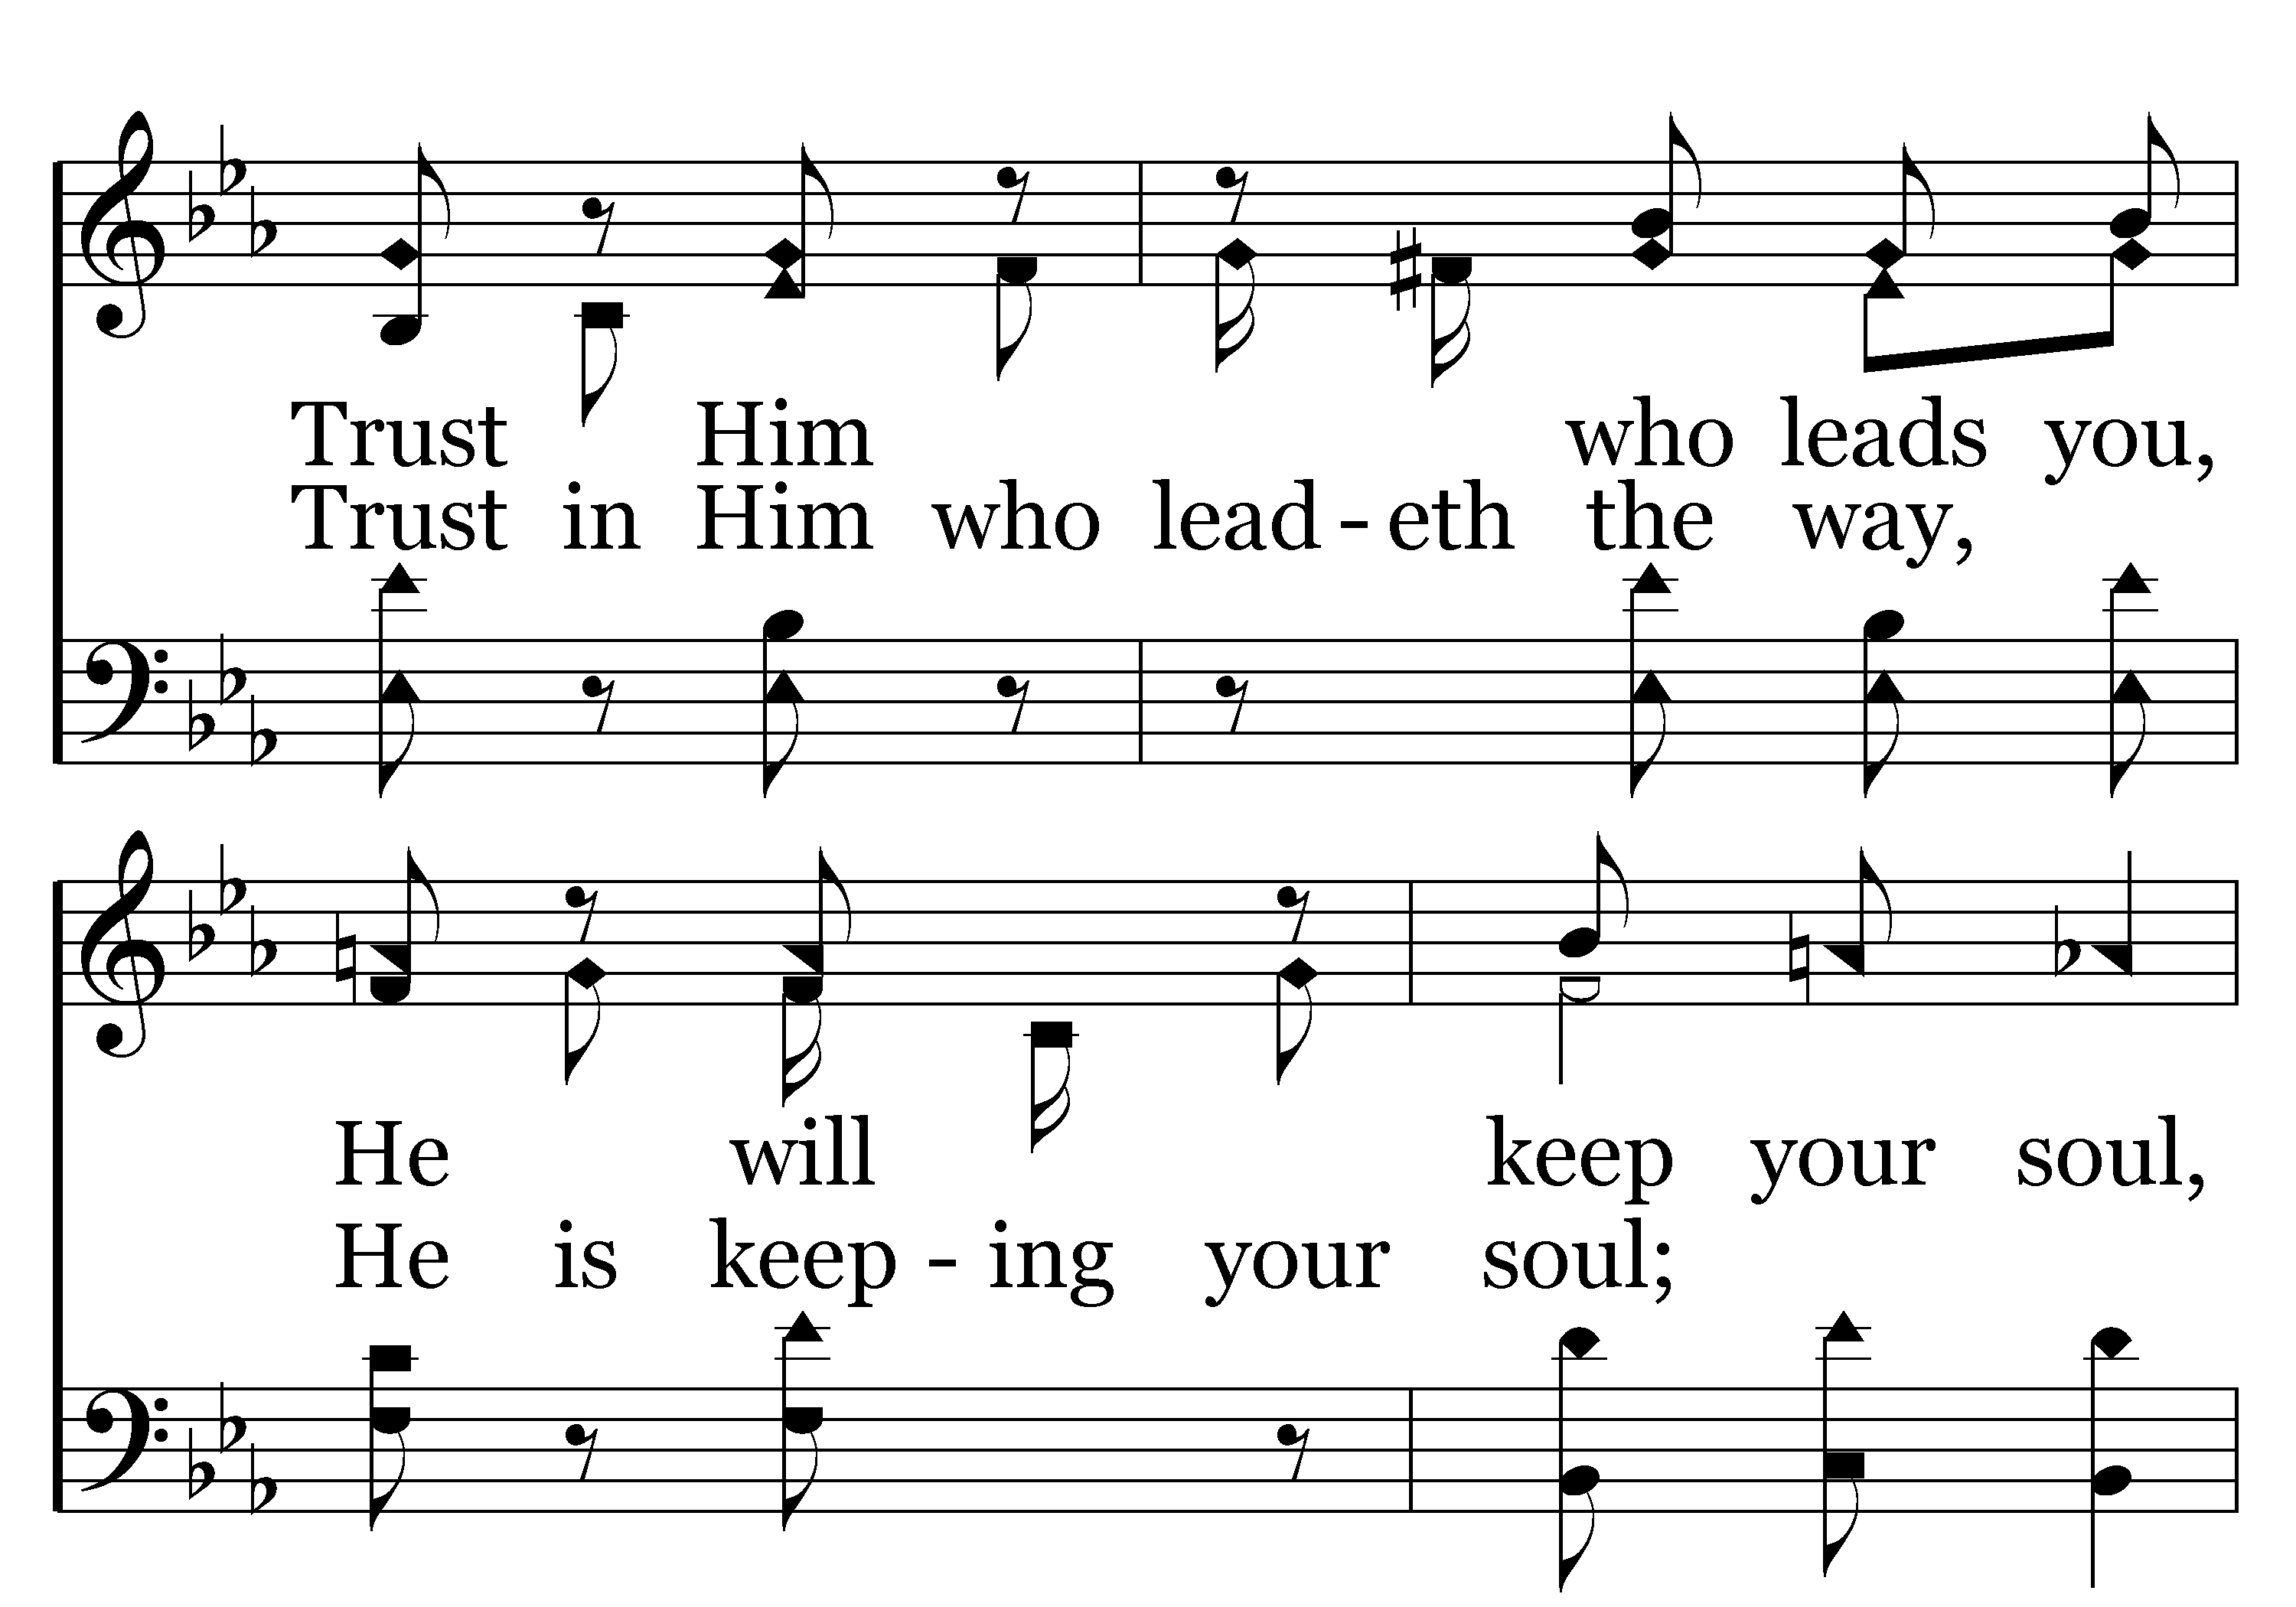 Trust Him who leads you,
Trust in Him who lead - eth the way,
He will keep your soul,
He is keep - ing your soul;